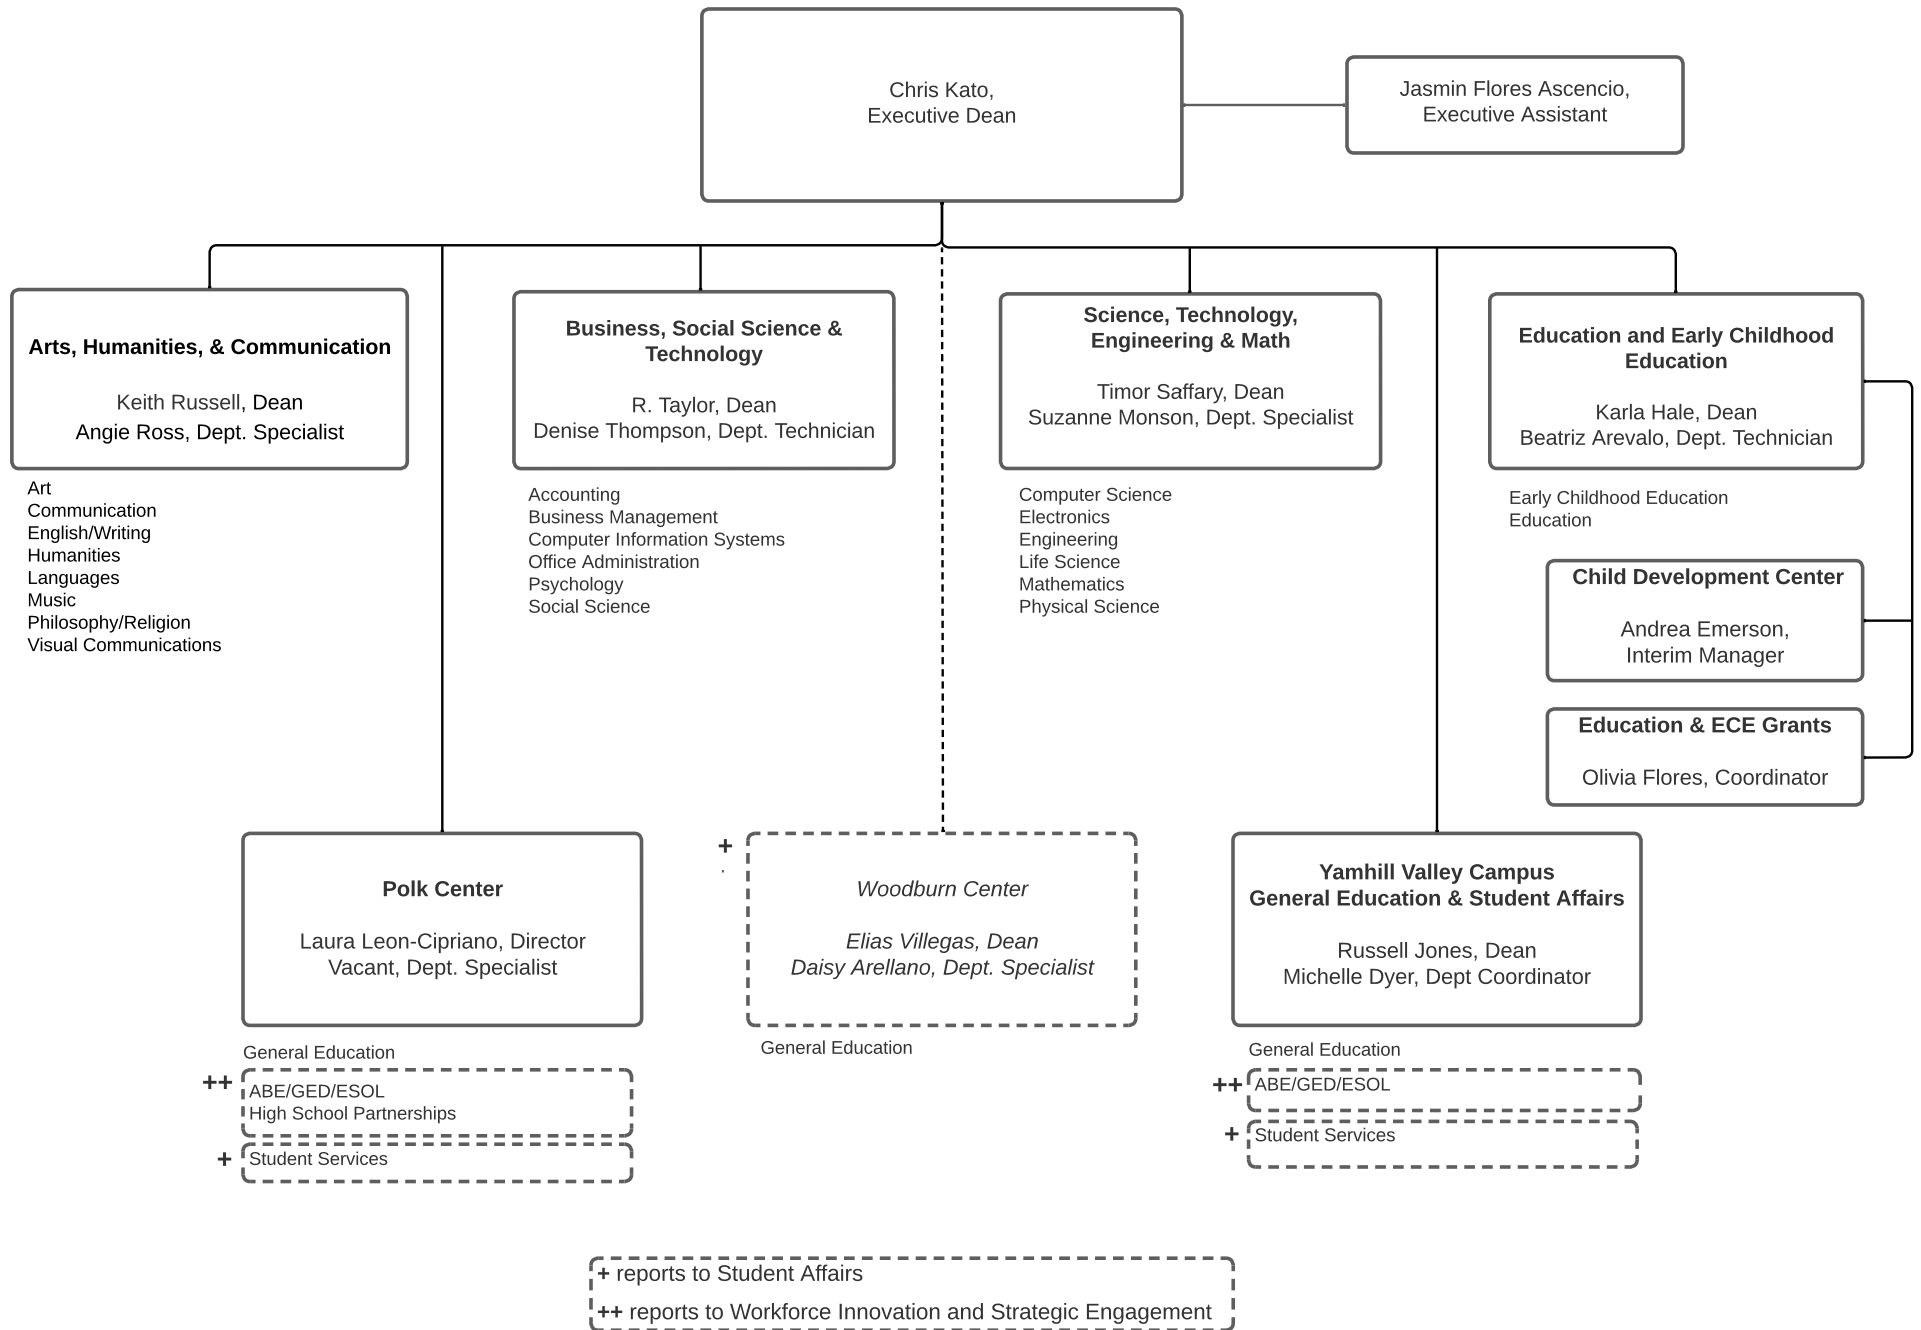 Chris Kato,
Executive Dean
Jasmin Flores Ascencio,
Executive Assistant
Arts, Humanities, & Communication
Keith Russell, Dean
Angie Ross, Dept. Specialist
Art
Communication
English/Writing
Humanities
Languages
Music
Philosophy/Religion
Visual Communications
Business, Social Science &
Technology
R. Taylor, Dean
Denise Thompson, Dept. Technician
Accounting
Business Management
Computer Information Systems
Office Administration
Psychology
Social Science
Science, Technology,
Engineering & Math
Timor Saffary, Dean
Suzanne Monson, Dept. Specialist
Computer Science
Electronics
Engineering
Life Science
Mathematics
Physical Science
Education and Early Childhood
Education
Karla Hale, Dean
Beatriz Arevalo, Dept. Technician
Early Childhood Education
Education
Child Development Center
Andrea Emerson,
Interim Manager
Education & ECE Grants
Olivia Flores, Coordinator
Polk Center
Laura Leon-Cipriano, Director
Vacant, Dept. Specialist
General Education
++
ABE/GED/ESOL
High School Partnerships
+
Student Services
+
Woodburn Center
Elias Villegas, Dean
Daisy Arellano, Dept. Specialist
General Education
Yamhill Valley Campus
General Education & Student Affairs
Russell Jones, Dean
Michelle Dyer, Dept Coordinator
General Education
++
ABE/GED/ESOL
+
Student Services
+ reports to Student Affairs
++ reports to Workforce Innovation and Strategic Engagement